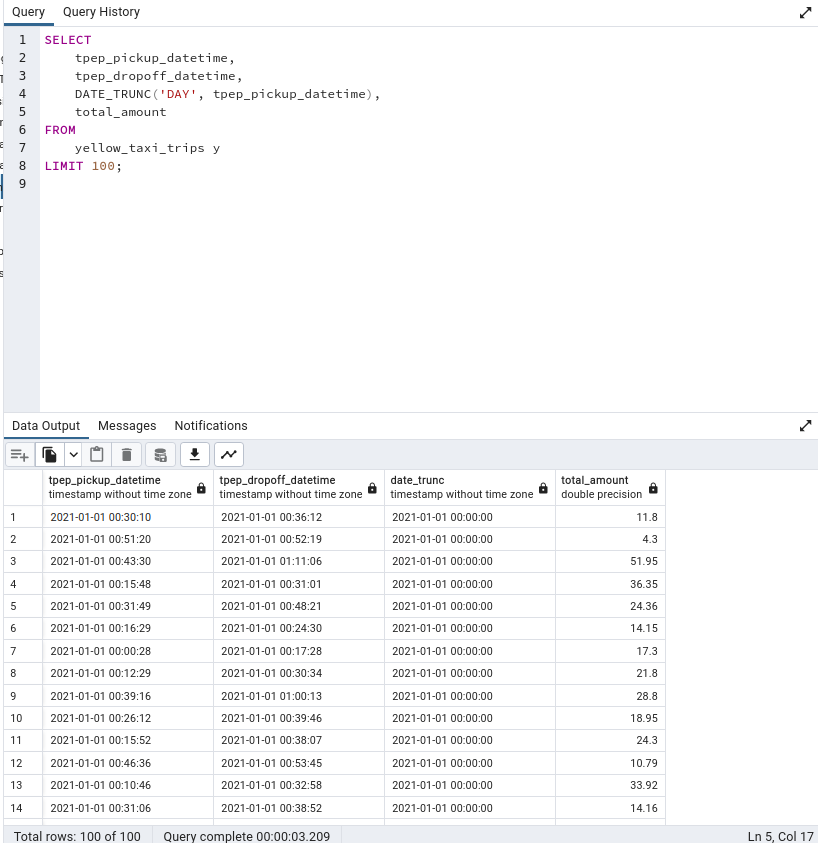 Query Query History
1 SELECT
2 tpep_pickup_datetime,
3 tpep_dropoff_datetime,
4 DATE_TRUNC('DAY', tpep_pickup_datetime),
5 total_amount
6 FROM
7 yellow_taxi_trips y
8 LIMIT 100;
9
Data Output Messages Notifications
tpep_pickup_datetime tpep_dropoff_datetime date_trunc total_amount
timestamp without time zone timestamp without time zone timestamp without time zone double precision
1 2021-01-01 00:30:10 2021-01-01 00:36:12 2021-01-01 00:00:00 11.8
2 2021-01-01 00:51:20 2021-01-01 00:52:19 2021-01-01 00:00:00 4.3
3 2021-01-01 00:43:30 2021-01-01 01:11:06 2021-01-01 00:00:00 51.95
4 2021-01-01 00:15:48 2021-01-01 00:31:01 2021-01-01 00:00:00 36.35
5 2021-01-01 00:31:49 2021-01-01 00:48:21 2021-01-01 00:00:00 24.36
6 2021-01-01 00:16:29 2021-01-01 00:24:30 2021-01-01 00:00:00 14.15
7 2021-01-01 00:00:28 2021-01-01 00:17:28 2021-01-01 00:00:00 17.3
8 2021-01-01 00:12:29 2021-01-01 00:30:34 2021-01-01 00:00:00 21.8
9 2021-01-01 00:39:16 2021-01-01 01:00:13 2021-01-01 00:00:00 28.8
10 2021-01-01 00:26:12 2021-01-01 00:39:46 2021-01-01 00:00:00 18.95
11 2021-01-01 00:15:52 2021-01-01 00:38:07 2021-01-01 00:00:00 24.3
12 2021-01-01 00:46:36 2021-01-01 00:53:45 2021-01-01 00:00:00 10.79
13 2021-01-01 00:10:46 2021-01-01 00:32:58 2021-01-01 00:00:00 33.92
14 2021-01-01 00:31:06 2021-01-01 00:38:52 2021-01-01 00:00:00 14.16
Total rows: 100 of 100 Query complete 00:00:03.209 Ln 5, Col 17